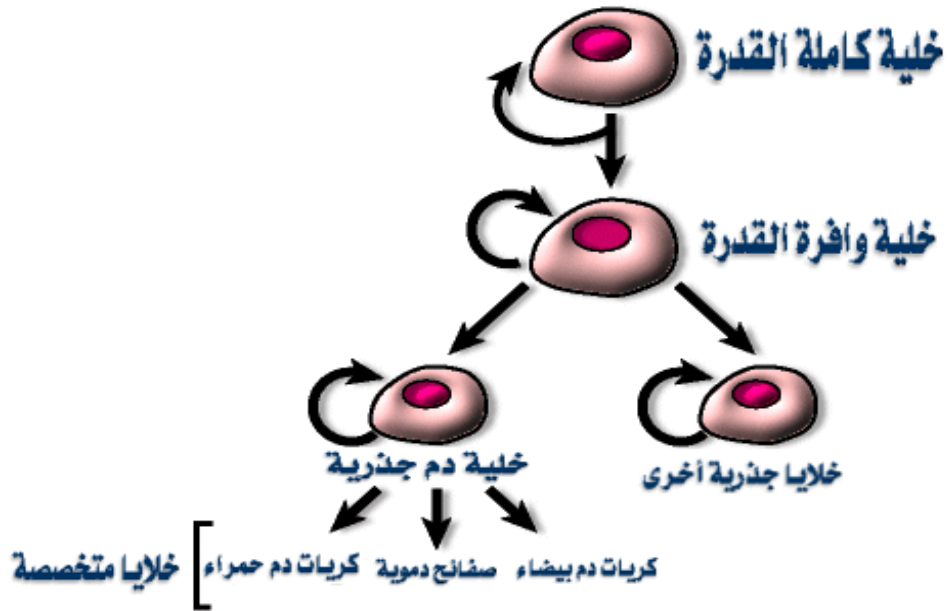 خلية كاملة القدرة
خلية وافرة القدرة
خلية دم جذرية
خلايا جذرية أخرى
كريات دم بيضاء
صفائح دموية
كريات دم حمراء
خلايا متخصصة